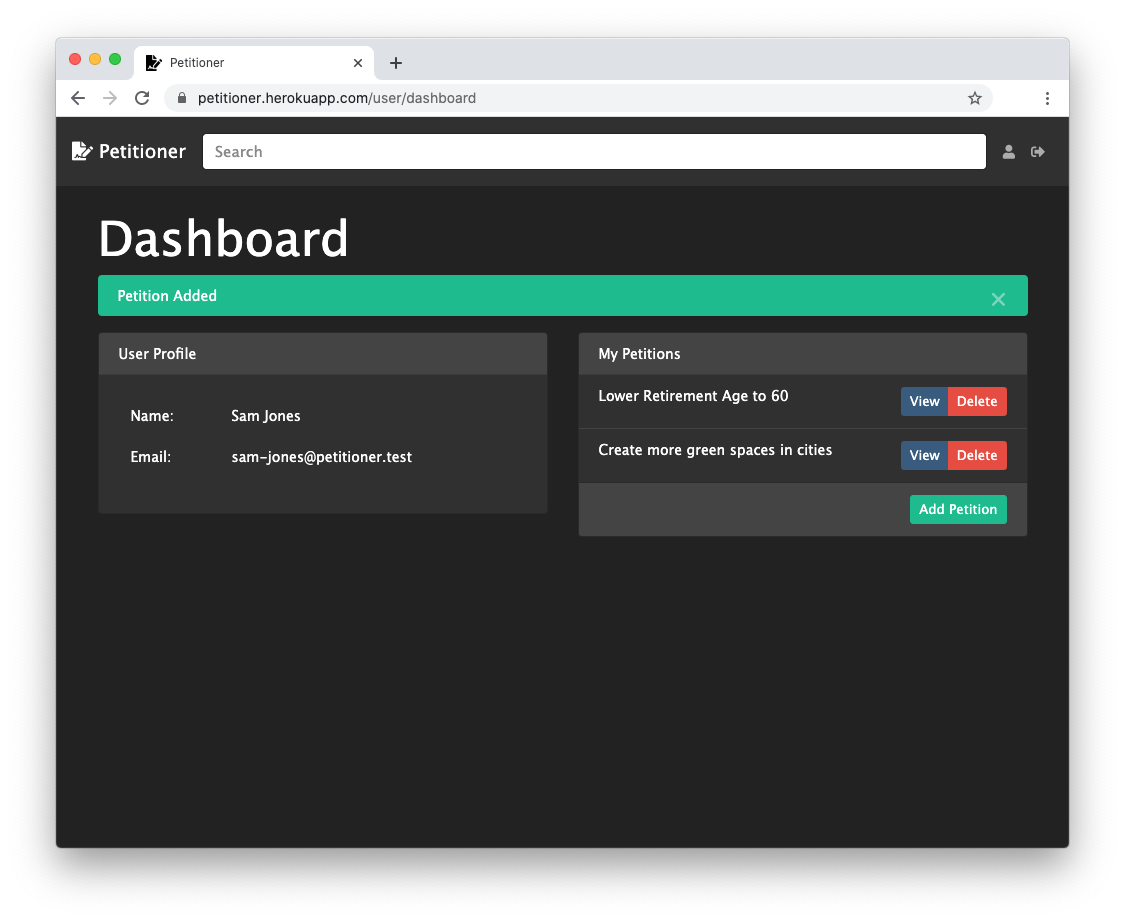 Petitioner
petitioner.herokuapp.com/user/dashboard
Petitioner
Search
Dashboard
Petition Added
User Profile
Name: Sam Jones
Email: sam-jones@petitioner.test
My Petitions
Lower Retirement Age to 60 View Delete
Create more green spaces in cities View Delete
Add Petition